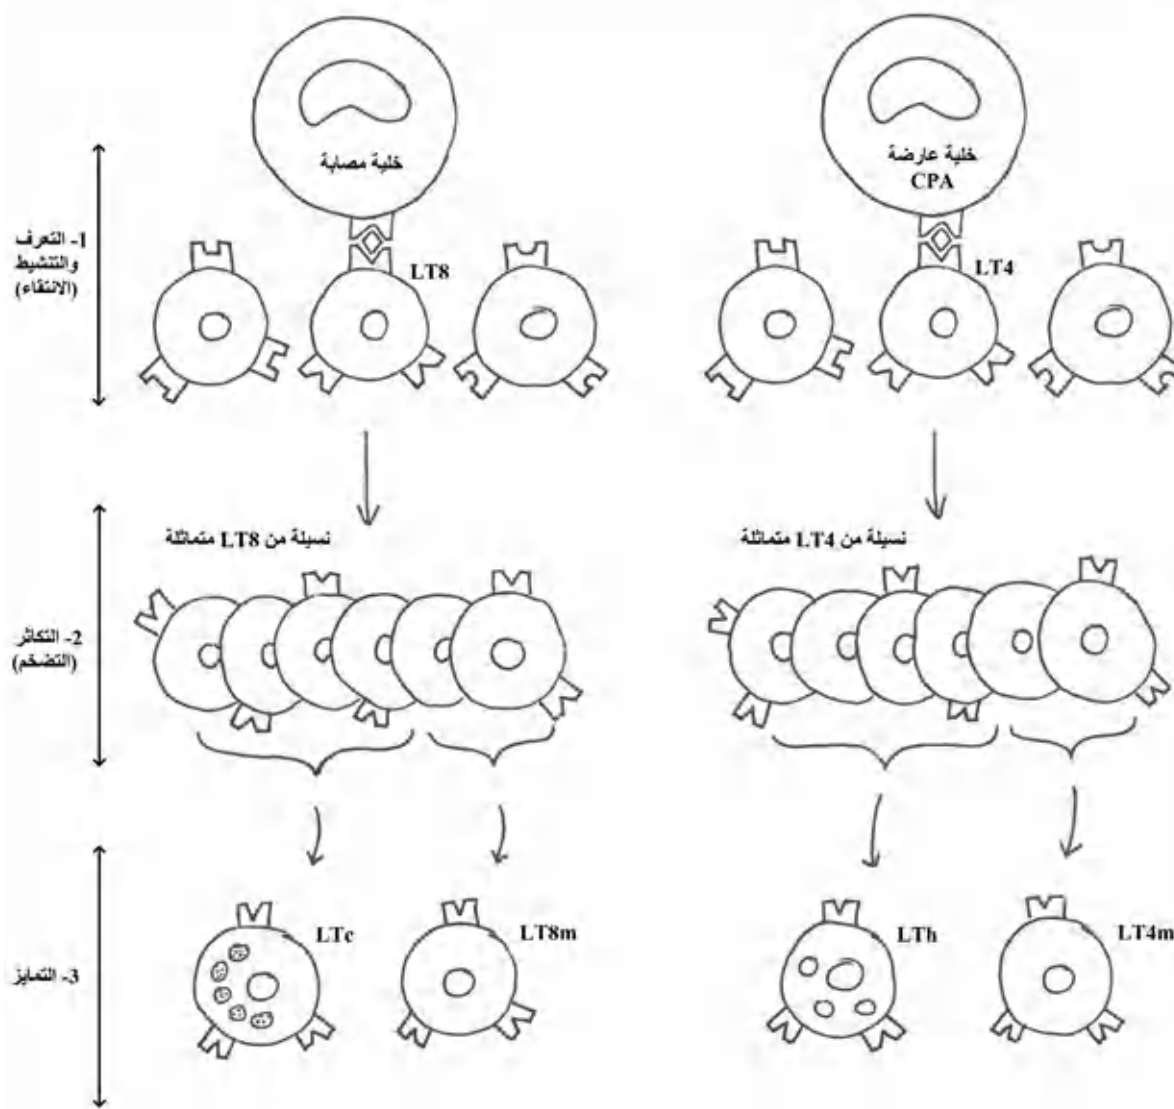 خلية مصابة
خلية عارضة
CPA
1- التعرف
والتنشيط
(الانتقاء)
LT8
LT4
نسيلة من LT8 متماثلة
نسيلة من LT4 متماثلة
2- التكاثر
(التضخم)
LTc
LT8m
LTh
LT4m
3- التمايز